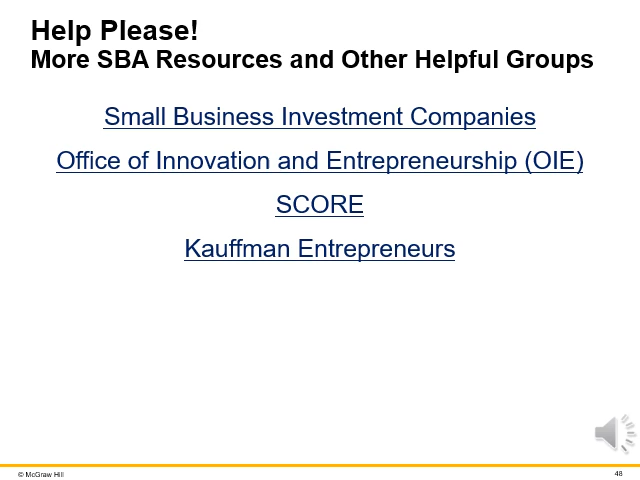 Help Please!
More SBA Resources and Other Helpful Groups
Small Business Investment Companies
Office of Innovation and Entrepreneurship (OIE)
SCORE
Kauffman Entrepreneurs
© McGraw Hill
48